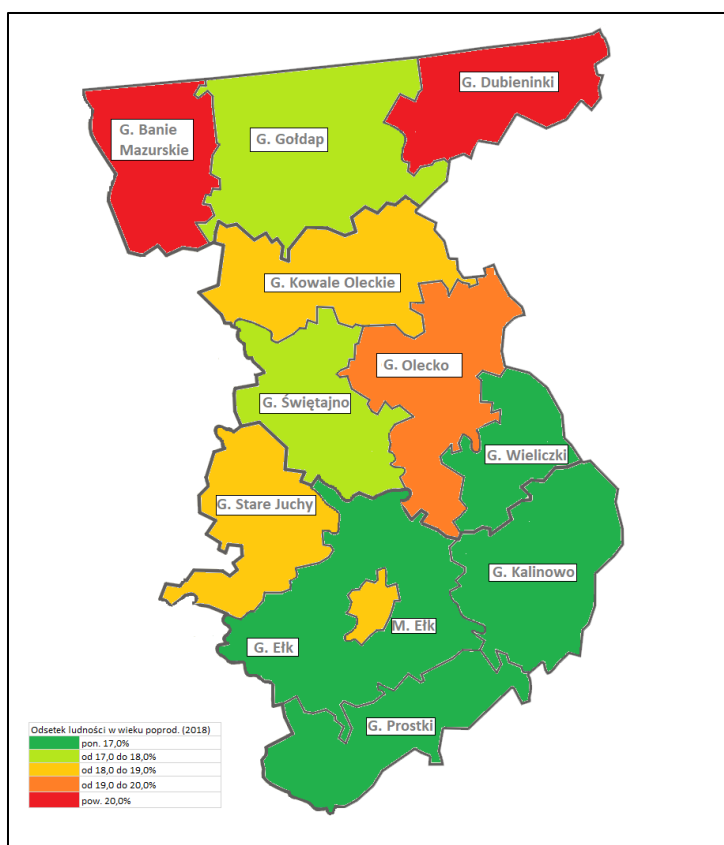 G. Dubieninki
G. Banie
Mazurskie
G. Gołdap
G. Kowale Oleckie
G. Olecko
G. Świętajno
G. Wieliczki
G. Stare Juchy
G. Kalinowo
M. Ełk
G. Ełk
G. Prostki
Odsetek ludności w wieku poprod. (2018)
pon. 17,0%
od 17,0 do 18,0%
od 18,0 do 19,0%
od 19,0 do 20,0%
pow. 20,0%